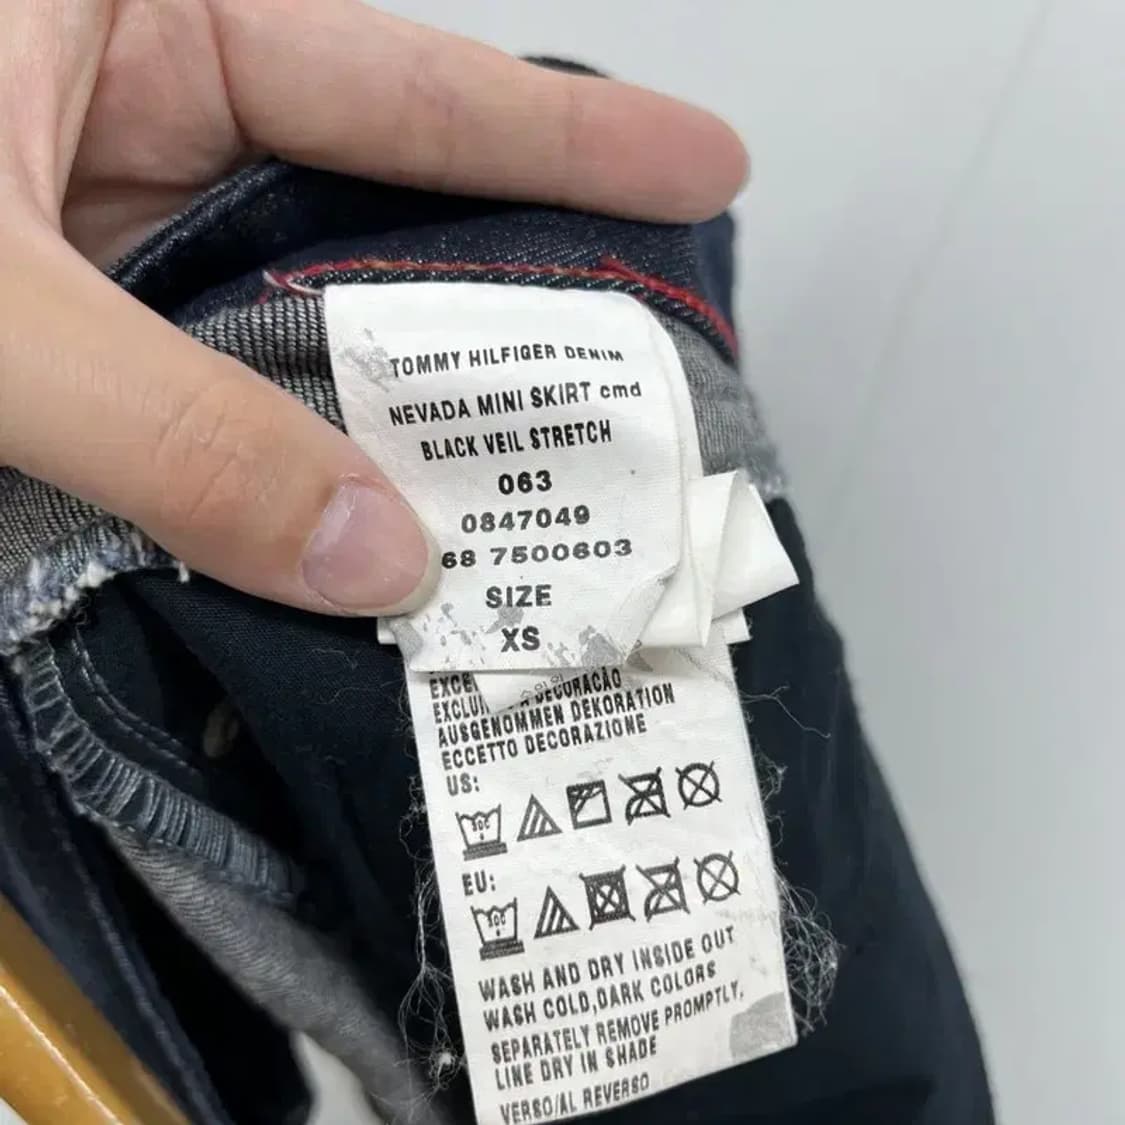 TOMMY HILFIGER DENIM
NEVADA MINI SKIRT cmd
BLACK VEIL STRETCH
063
0847049
68 7500603
SIZE
XS
DECORAÇÃO
AUSGENOMMEN DEKORATION
ECCETTO DECORAZIONE
US:
30C
EU:
30C
WASH AND DRY INSIDE OUT
WASH COLD,DARK COLORS
SEPARATELY REMOVE PROMPTLY,
LINE DRY IN SHADE
VERSO/AL REVERSO